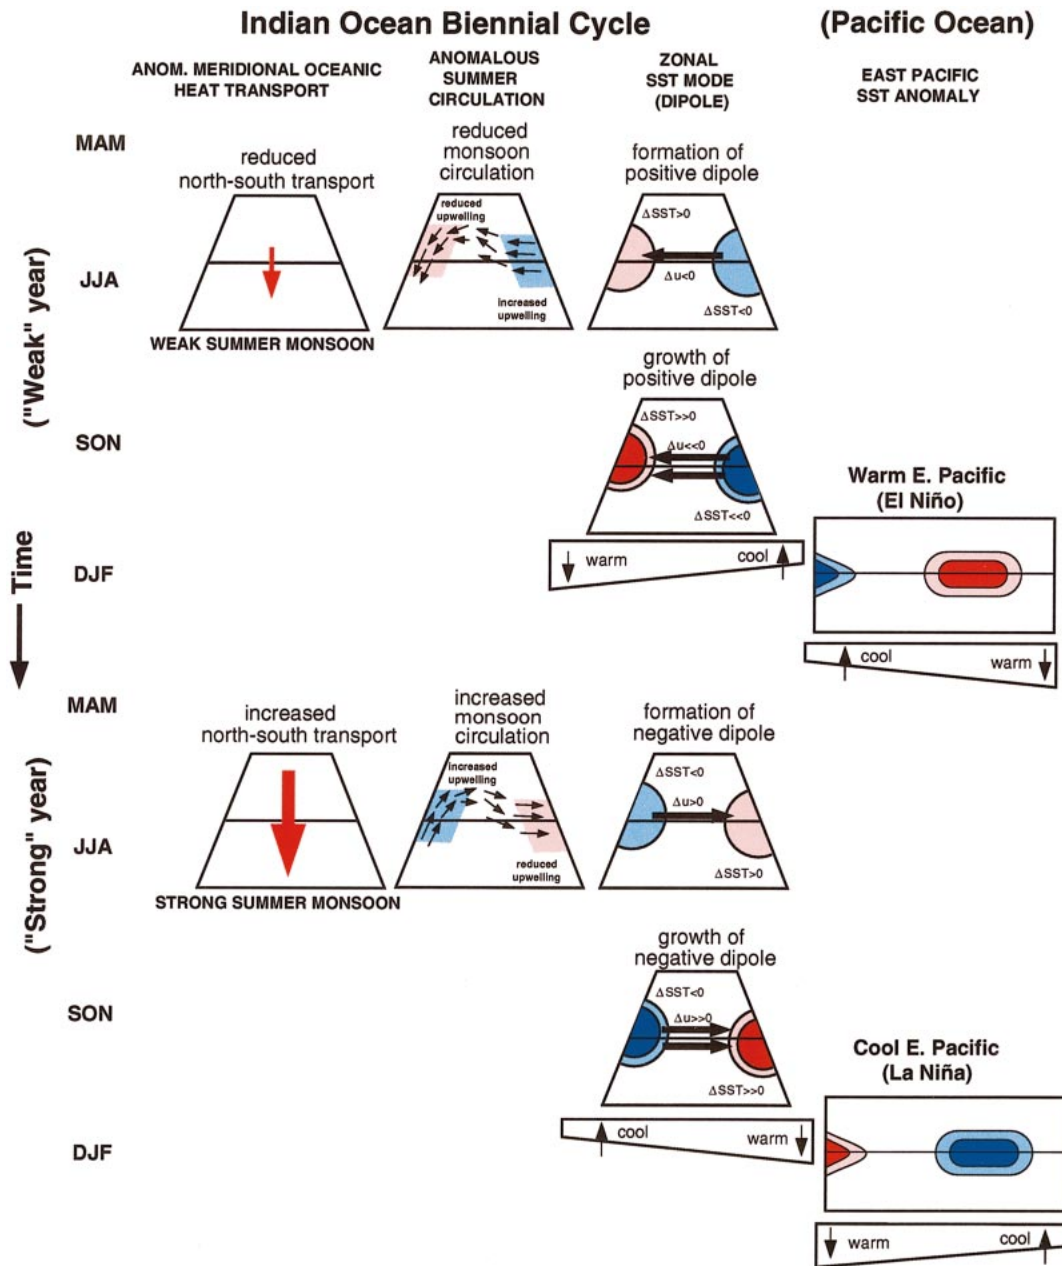 Indian Ocean Biennial Cycle
(Pacific Ocean)
ANOM. MERIDIONAL OCEANIC
HEAT TRANSPORT
ANOMALOUS
SUMMER
CIRCULATION
ZONAL
SST MODE
(DIPOLE)
EAST PACIFIC
SST ANOMALY
("Weak" year)
MAM
reduced
north-south transport
reduced
monsoon
circulation
formation of
positive dipole
reduced
upwelling
increased
upwelling
ΔSST>0
Δu<0
ΔSST<0
JJA
WEAK SUMMER MONSOON
growth of
positive dipole
SON
ΔSST>>0
Δu<<0
ΔSST<<0
Warm E. Pacific
(El Niño)
Time
DJF
warm
cool
cool
warm
("Strong" year)
MAM
increased
north-south transport
increased
monsoon
circulation
formation of
negative dipole
increased
upwelling
reduced
upwelling
ΔSST<0
Δu>0
ΔSST>0
JJA
STRONG SUMMER MONSOON
growth of
negative dipole
SON
ΔSST<0
Δu>>0
ΔSST>>0
Cool E. Pacific
(La Niña)
DJF
cool
warm
warm
cool